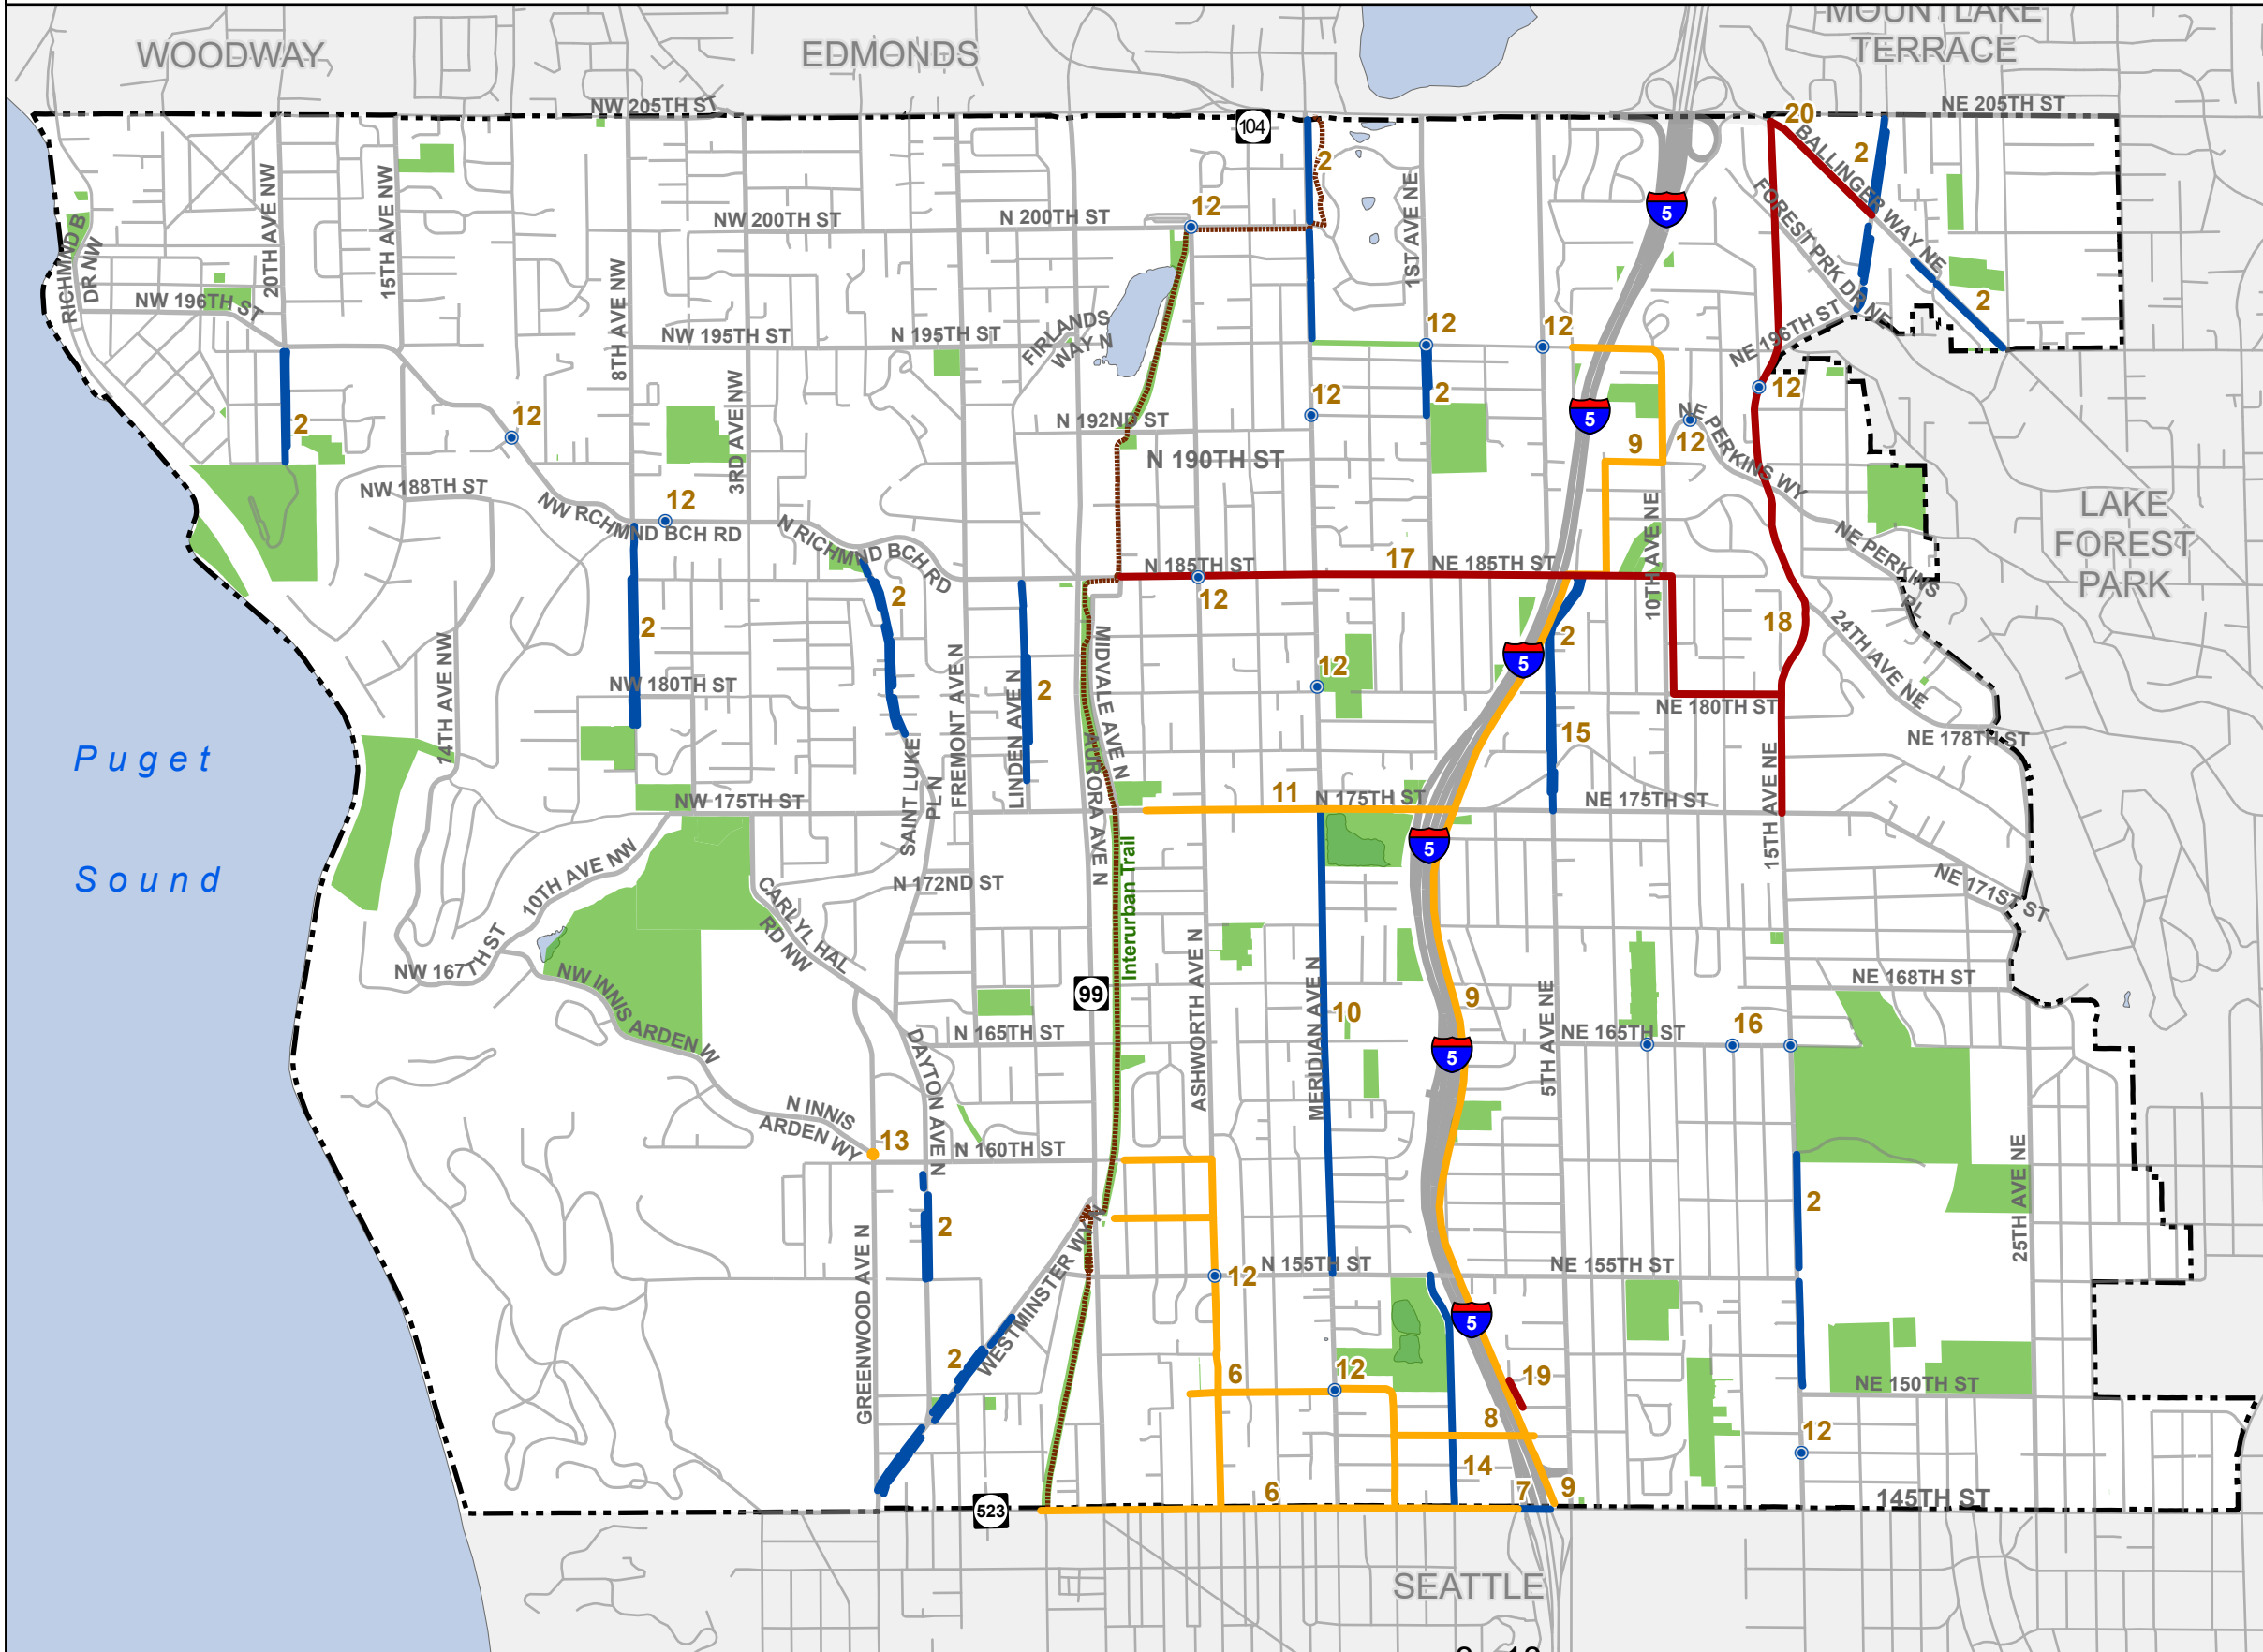 MOUNTLAKE
TERRACE
WOODWAY
EDMONDS
NW 205TH ST
104
NE 205TH ST
20
BALLINGER WAY NE
2
2
FOREST PRK DR NE
20TH AVE NW
15TH AVE NW
1ST AVE NE
5
12
NW 200TH ST
N 200TH ST
RICHMND B
DR NW
8TH AVE NW
NW 196TH ST
NW 195TH ST
N 195TH ST
FIRLANDS
WAY N
12
12
NE 196TH ST
2
3RD AVE NW
2
12
N 192ND ST
12
2
5
12
NE PERKINS WY
12
9
N 190TH ST
NW 188TH ST
12
NW RCHMND BCH RD
N RICHMND BCH RD
10TH AVE NE
LAKE
FOREST
PARK
NE PERKINS
PL
N 185TH ST
17
NE 185TH ST
12
2
2
2
18
24TH AVE NE
14TH AVE NW
FREMONT AVE N
LINDEN AVE N
2
MIDVALE AVE N
12
5
NW 180TH ST
NE 180TH ST
15
NE 178TH ST
Puget
Sound
SAINT LUKE
PL N
AURORA AVE N
11
N 175TH ST
NW 175TH ST
NE 175TH ST
15TH AVE NE
5
Interurban Trail
10TH AVE NW
N 172ND ST
NE 171ST ST
CARLYL HAL
RD NW
NW 167TH ST
NW INNIS ARDEN W
ASHWORTH AVE N
MERIDIAN AVE N
NE 168TH ST
99
9
10
5TH AVE NE
N 165TH ST
NE 165TH ST
16
5
DAYTON AVE N
N INNIS
ARDEN WY
13
N 160TH ST
25TH AVE NE
2
2
GREENWOOD AVE N
WESTMINSTER WY N
N 155TH ST
NE 155TH ST
12
5
2
6
12
19
NE 150TH ST
8
12
14
6
7
9
145TH ST
523
SEATTLE